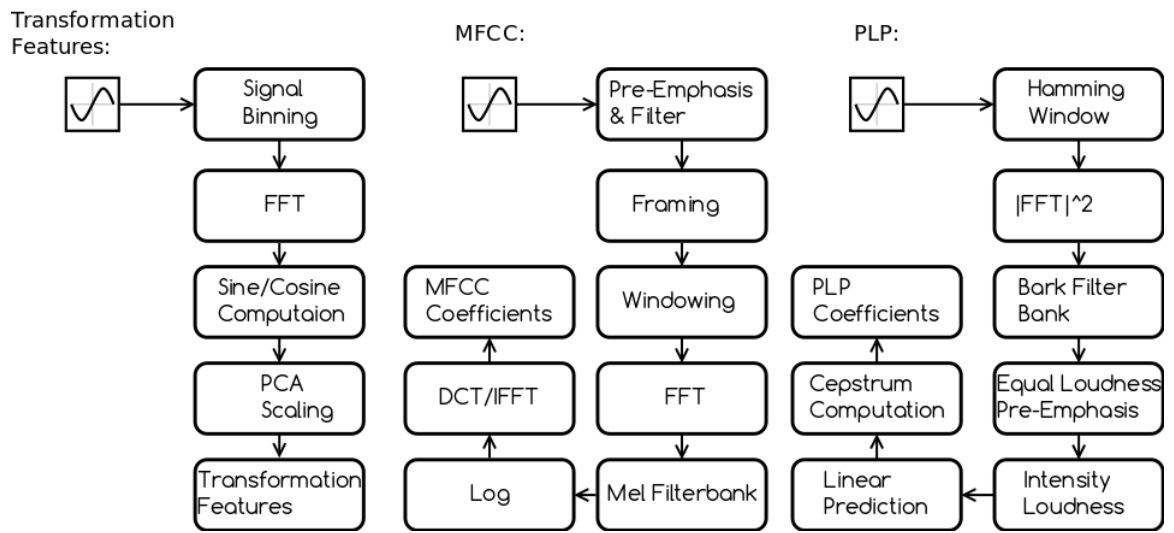 Transformation
Features:
Signal
Binning
FFT
Sine/Cosine
Computaion
PCA
Scaling
Transformation
Features
MFCC:
Pre-Emphasis
& Filter
Framing
Windowing
FFT
Mel Filterbank
Log
DCT/IFFT
MFCC
Coefficients
PLP:
Hamming
Window
|FFT|^2
Bark Filter
Bank
Equal Loudness
Pre-Emphasis
Intensity
Loudness
Linear
Prediction
Cepstrum
Computation
PLP
Coefficients